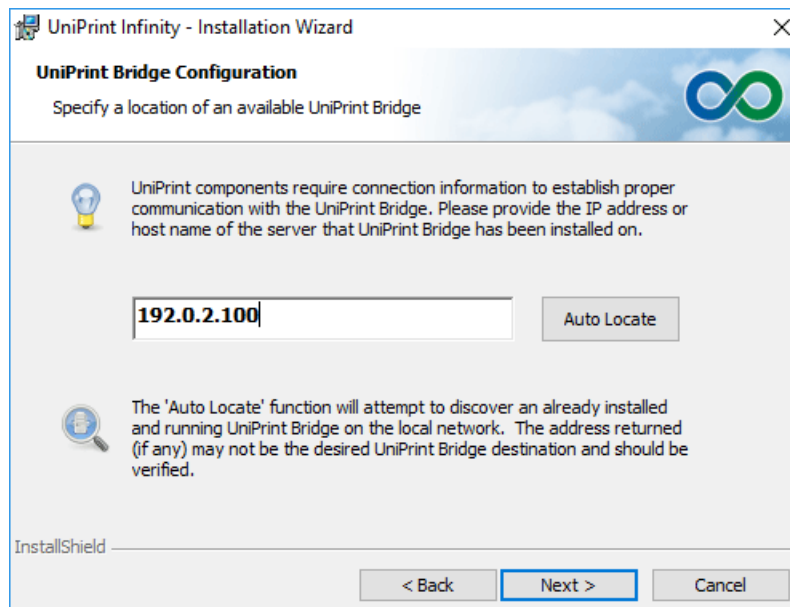 UniPrint Infinity - Installation Wizard
UniPrint Bridge Configuration
Specify a location of an available UniPrint Bridge
UniPrint components require connection information to establish proper
communication with the UniPrint Bridge. Please provide the IP address or
host name of the server that UniPrint Bridge has been installed on.
192.0.2.100
Auto Locate
The 'Auto Locate' function will attempt to discover an already installed
and running UniPrint Bridge on the local network. The address returned
(if any) may not be the desired UniPrint Bridge destination and should be
verified.
InstallShield
< Back
Next >
Cancel